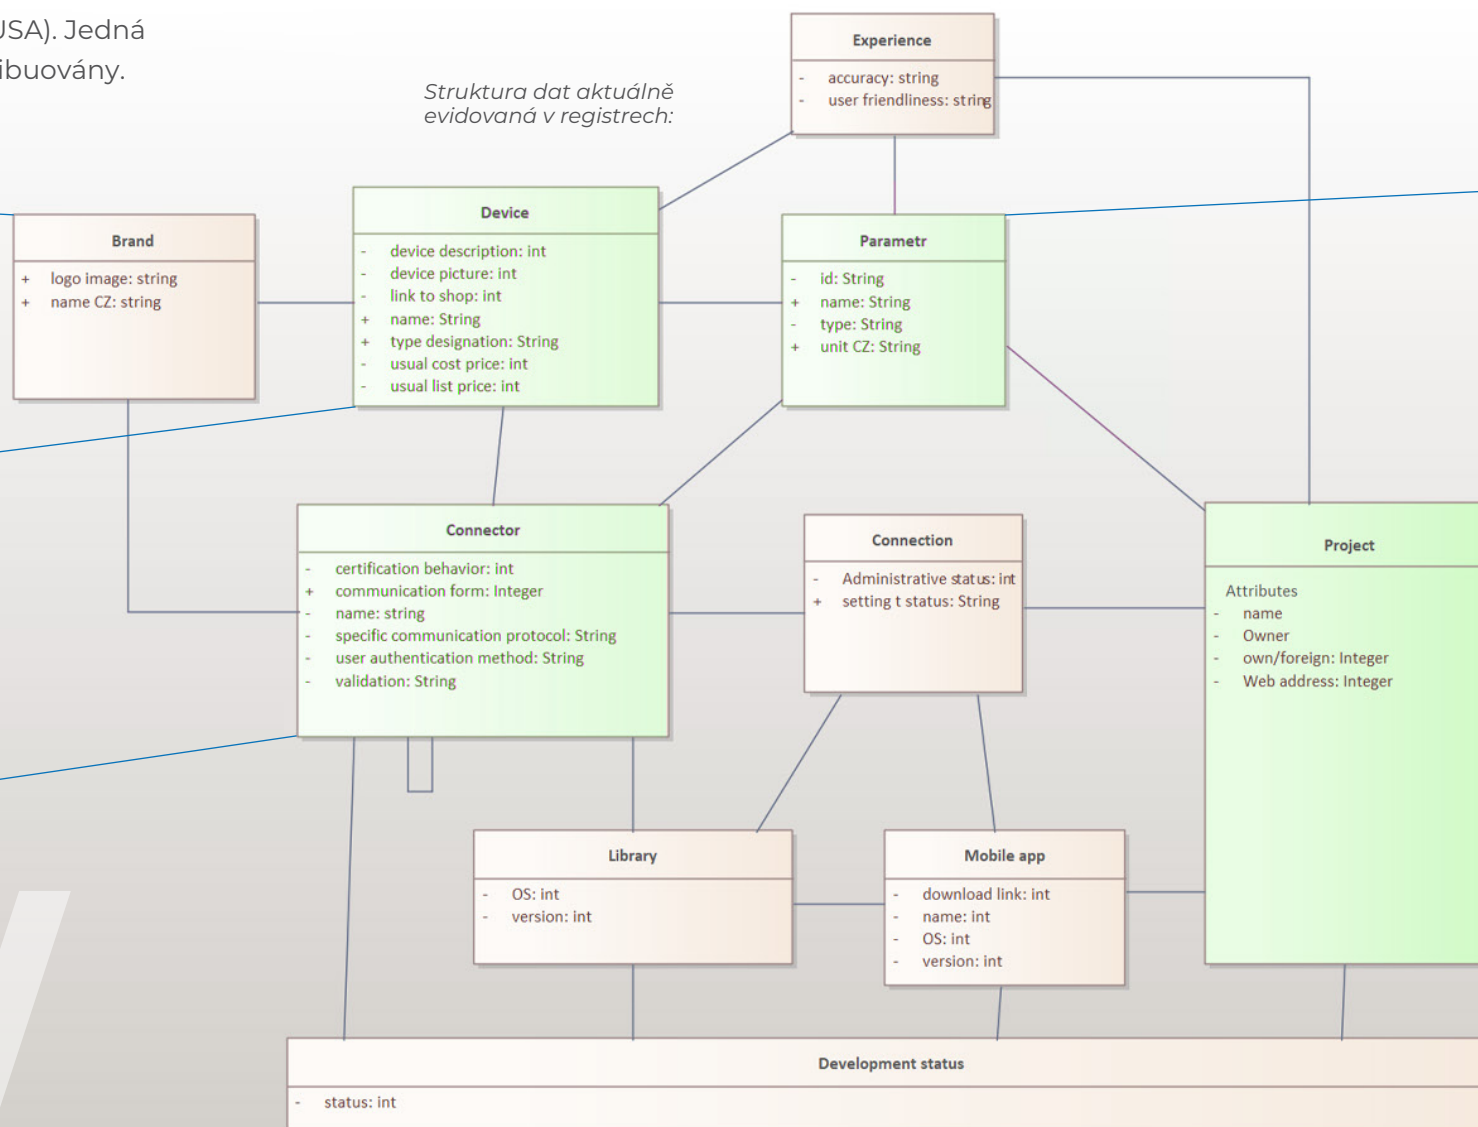 USA). Jedná
ibuovány.
Struktura dat aktuálně
evidovaná v registrech:
Experience
- accuracy: string
- user friendliness: string
Brand
+ logo image: string
+ name CZ: string
Device
- device description: int
- device picture: int
- link to shop: int
+ name: String
+ type designation: String
- usual cost price: int
- usual list price: int
Parametr
- id: String
+ name: String
- type: String
+ unit CZ: String
Connector
- certification behavior: int
+ communication form: Integer
- name: string
- specific communication protocol: String
- user authentication method: String
- validation: String
Connection
- Administrative status: int
+ setting t status: String
Project
Attributes
- name
- Owner
- own/foreign: Integer
- Web address: Integer
Library
- OS: int
- version: int
Mobile app
- download link: int
- name: int
- OS: int
- version: int
Development status
- status: int